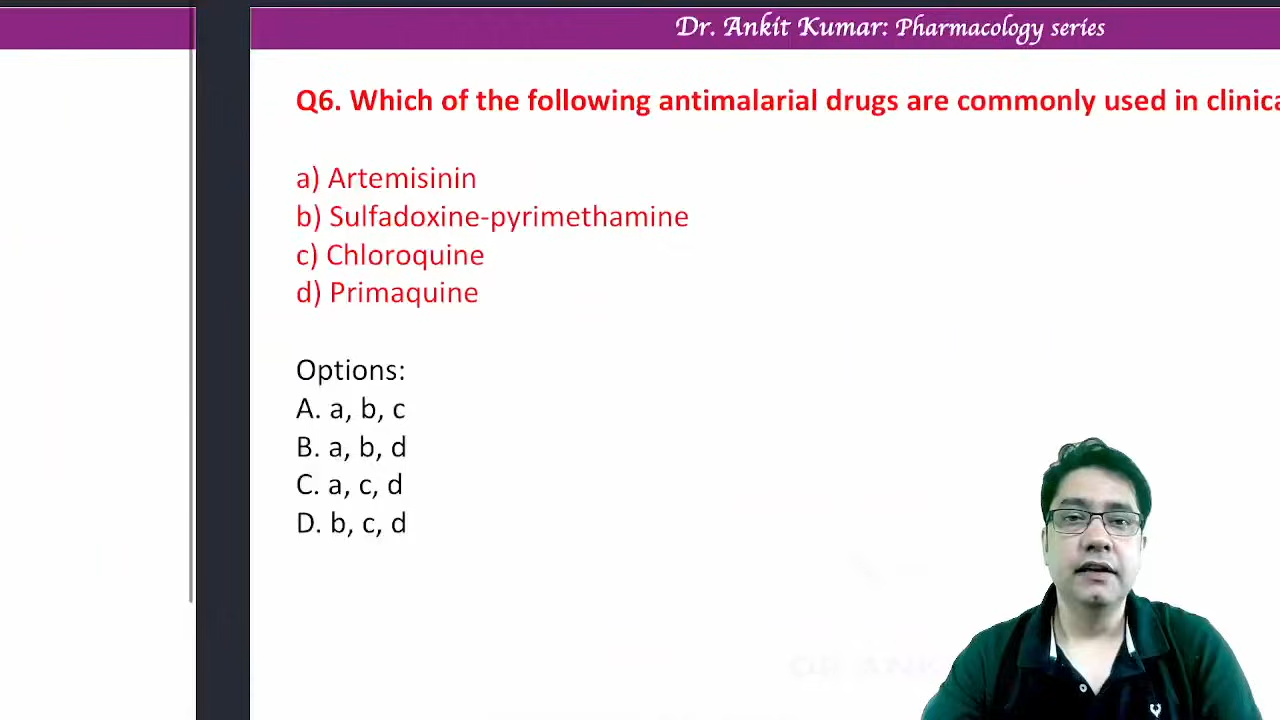 Dr. Ankit Kumar: Pharmacology series
Q6. Which of the following antimalarial drugs are commonly used in clinica
a) Artemisinin
b) Sulfadoxine-pyrimethamine
c) Chloroquine
d) Primaquine
Options:
A. a, b, c
B. a, b, d
C. a, c, d
D. b, c, d